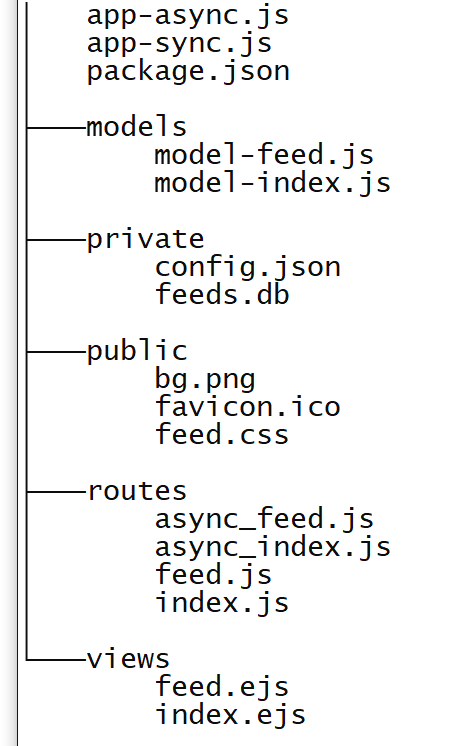 app-async.js
app-sync.js
package.json
models
model-feed.js
model-index.js
private
config.json
feeds.db
public
bg.png
favicon.ico
feed.css
routes
async_feed.js
async_index.js
feed.js
index.js
views
feed.ejs
index.ejs